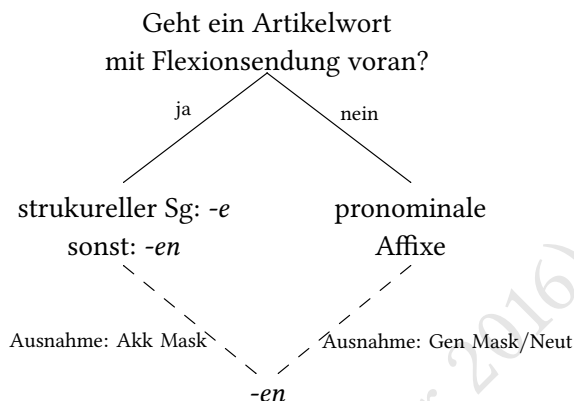 Geht ein Artikelwort
mit Flexionsendung voran?
ja
nein
strukureller Sg: -e
sonst: -en
pronominale
Affixe
Ausnahme: Akk Mask
Ausnahme: Gen Mask/Neut
-en
2016)